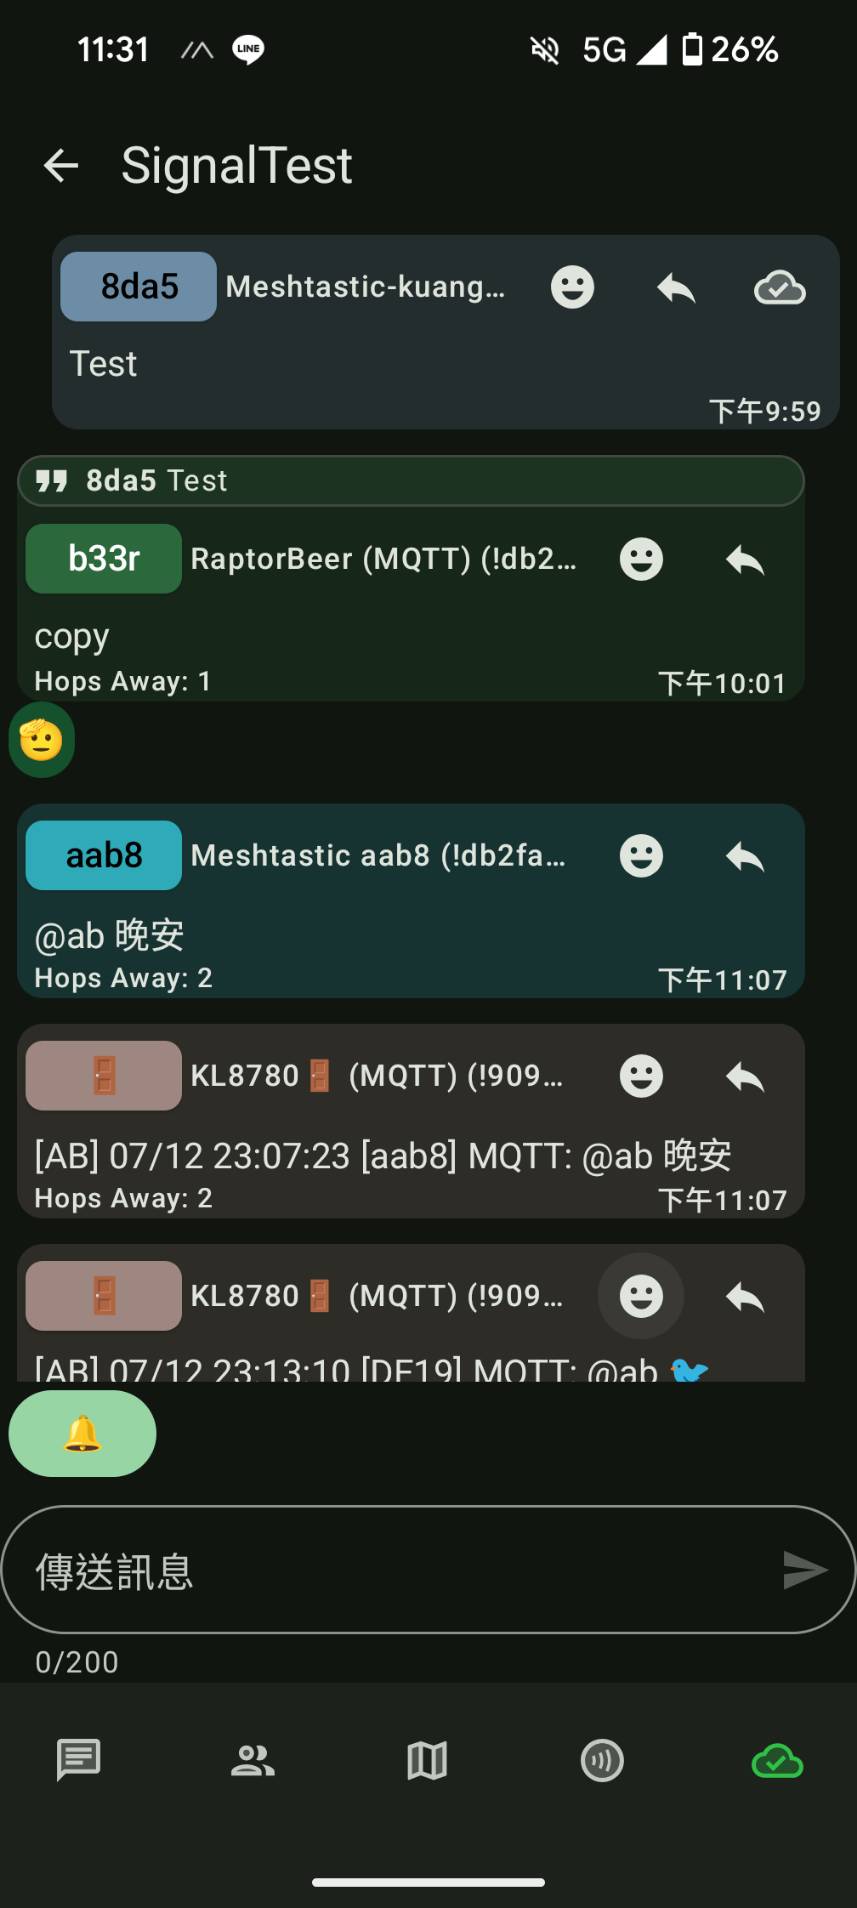 11:31 LINE 5G 26%
SignalTest
8da5 Meshtastic-kuang…
Test
下午9:59
8da5 Test
b33r RaptorBeer (MQTT) (!db2…
copy
Hops Away: 1 下午10:01
aab8 Meshtastic aab8 (!db2fa…
@ab 晚安
Hops Away: 2 下午11:07
🚪 KL8780🚪 (MQTT) (!909…
[AB] 07/12 23:07:23 [aab8] MQTT: @ab 晚安
Hops Away: 2 下午11:07
🚪 KL8780🚪 (MQTT) (!909…
[AB] 07/12 23:13:10 [DF19] MQTT: @ab 🐦
傳送訊息
0/200